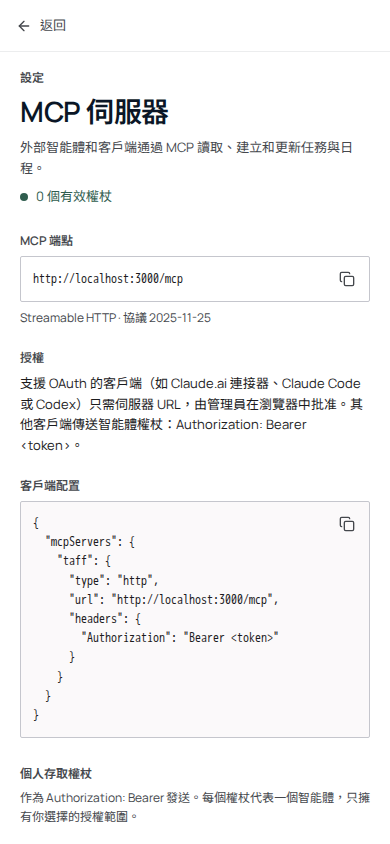 返回
設定
MCP 伺服器
外部智能體和客戶端通過 MCP 讀取、建立和更新任務與日
程。
0 個有效權杖
MCP 端點
http://localhost:3000/mcp
Streamable HTTP · 協議 2025-11-25
授權
支援 OAuth 的客戶端（如 Claude.ai 連接器、Claude Code
或 Codex）只需伺服器 URL，由管理員在瀏覽器中批准。其
他客戶端傳送智能體權杖：Authorization: Bearer
<token>。
客戶端配置
{
  "mcpServers": {
    "taff": {
      "type": "http",
      "url": "http://localhost:3000/mcp",
      "headers": {
        "Authorization": "Bearer <token>"
      }
    }
  }
}
個人存取權杖
作為 Authorization: Bearer 發送。每個權杖代表一個智能體，只擁
有你選擇的授權範圍。